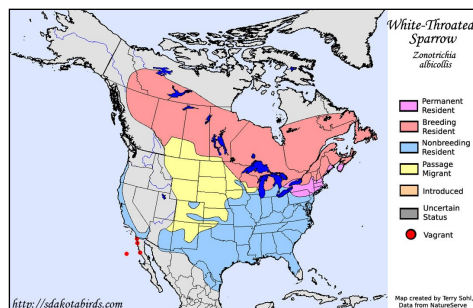 White-Throated
Sparrow
Zonotrichia
albicollis
Permanent
Resident
Breeding
Resident
Nonbreeding
Resident
Passage
Migrant
Introduced
Uncertain
Status
Vagrant
Map created by Terry Sohl,
Data from NatureServe
http://sdakotabirds.com